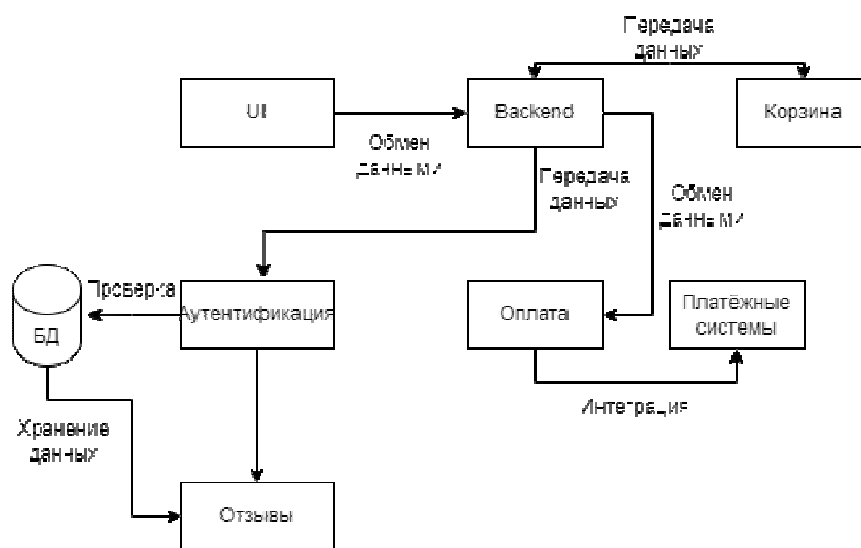 Передача
данных
UI
Backend
Корзина
Обмен
данными
Передача
данных
Обмен
данными
Проверка
БД
Аутентификация
Оплата
Платёжные
системы
Интеграция
Хранение
данных
Отзывы